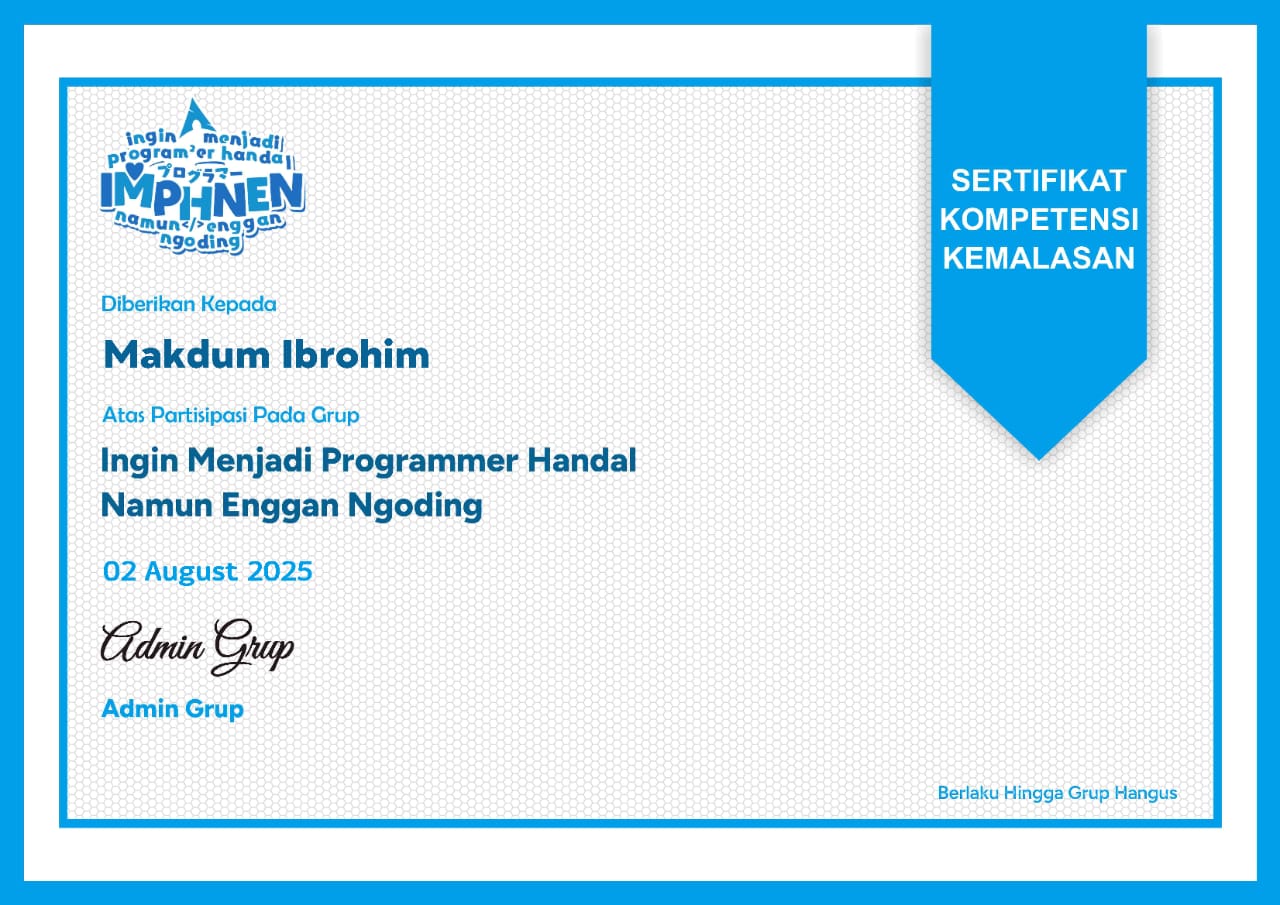 ingin menjadi
program'er handal
プログラマー
IMPHNEN
namun</>enggan
ngoding
SERTIFIKAT
KOMPETENSI
KEMALASAN
Diberikan Kepada
Makdum Ibrohim
Atas Partisipasi Pada Grup
Ingin Menjadi Programmer Handal
Namun Enggan Ngoding
02 August 2025
Admin Grup
Admin Grup
Berlaku Hingga Grup Hangus